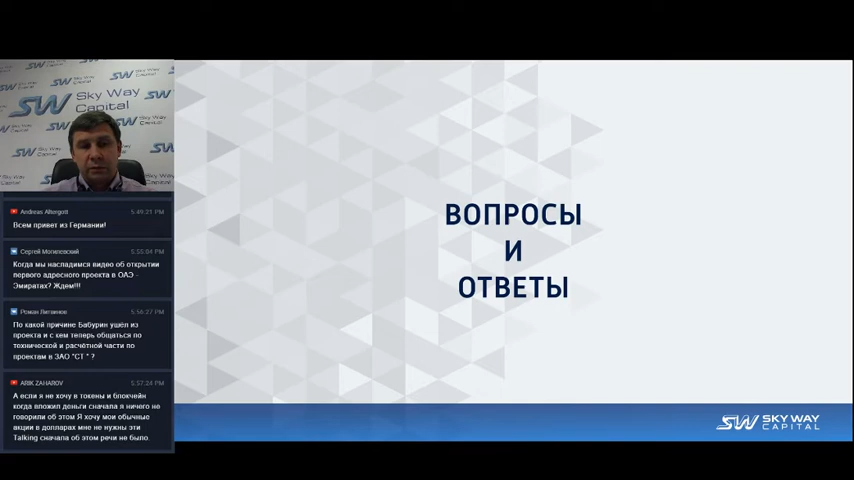 Sky Way
Capital
Andreas Altergott 5:49:21 PM
Всем привет из Германии!
Сергей Могилевский 5:55:04 PM
Когда мы насладимся видео об открытии
первого адресного проекта в ОАЭ -
Эмиратах? Ждем!!!
Роман Литвинов 5:56:27 PM
По какой причине Бабурин ушёл из
проекта и с кем теперь общаться по
технической и расчётной части по
проектам в ЗАО "СТ " ?
ARIK ZAHAROV 5:57:24 PM
А если я не хочу в токены и блокчейн
когда вложил деньги сначала я ничего не
говорили об этом Я хочу мои обычные
акции в долларах мне не нужны эти
Talking сначала об этом речи не было.
ВОПРОСЫ
И
ОТВЕТЫ
SW SKY WAY
CAPITAL